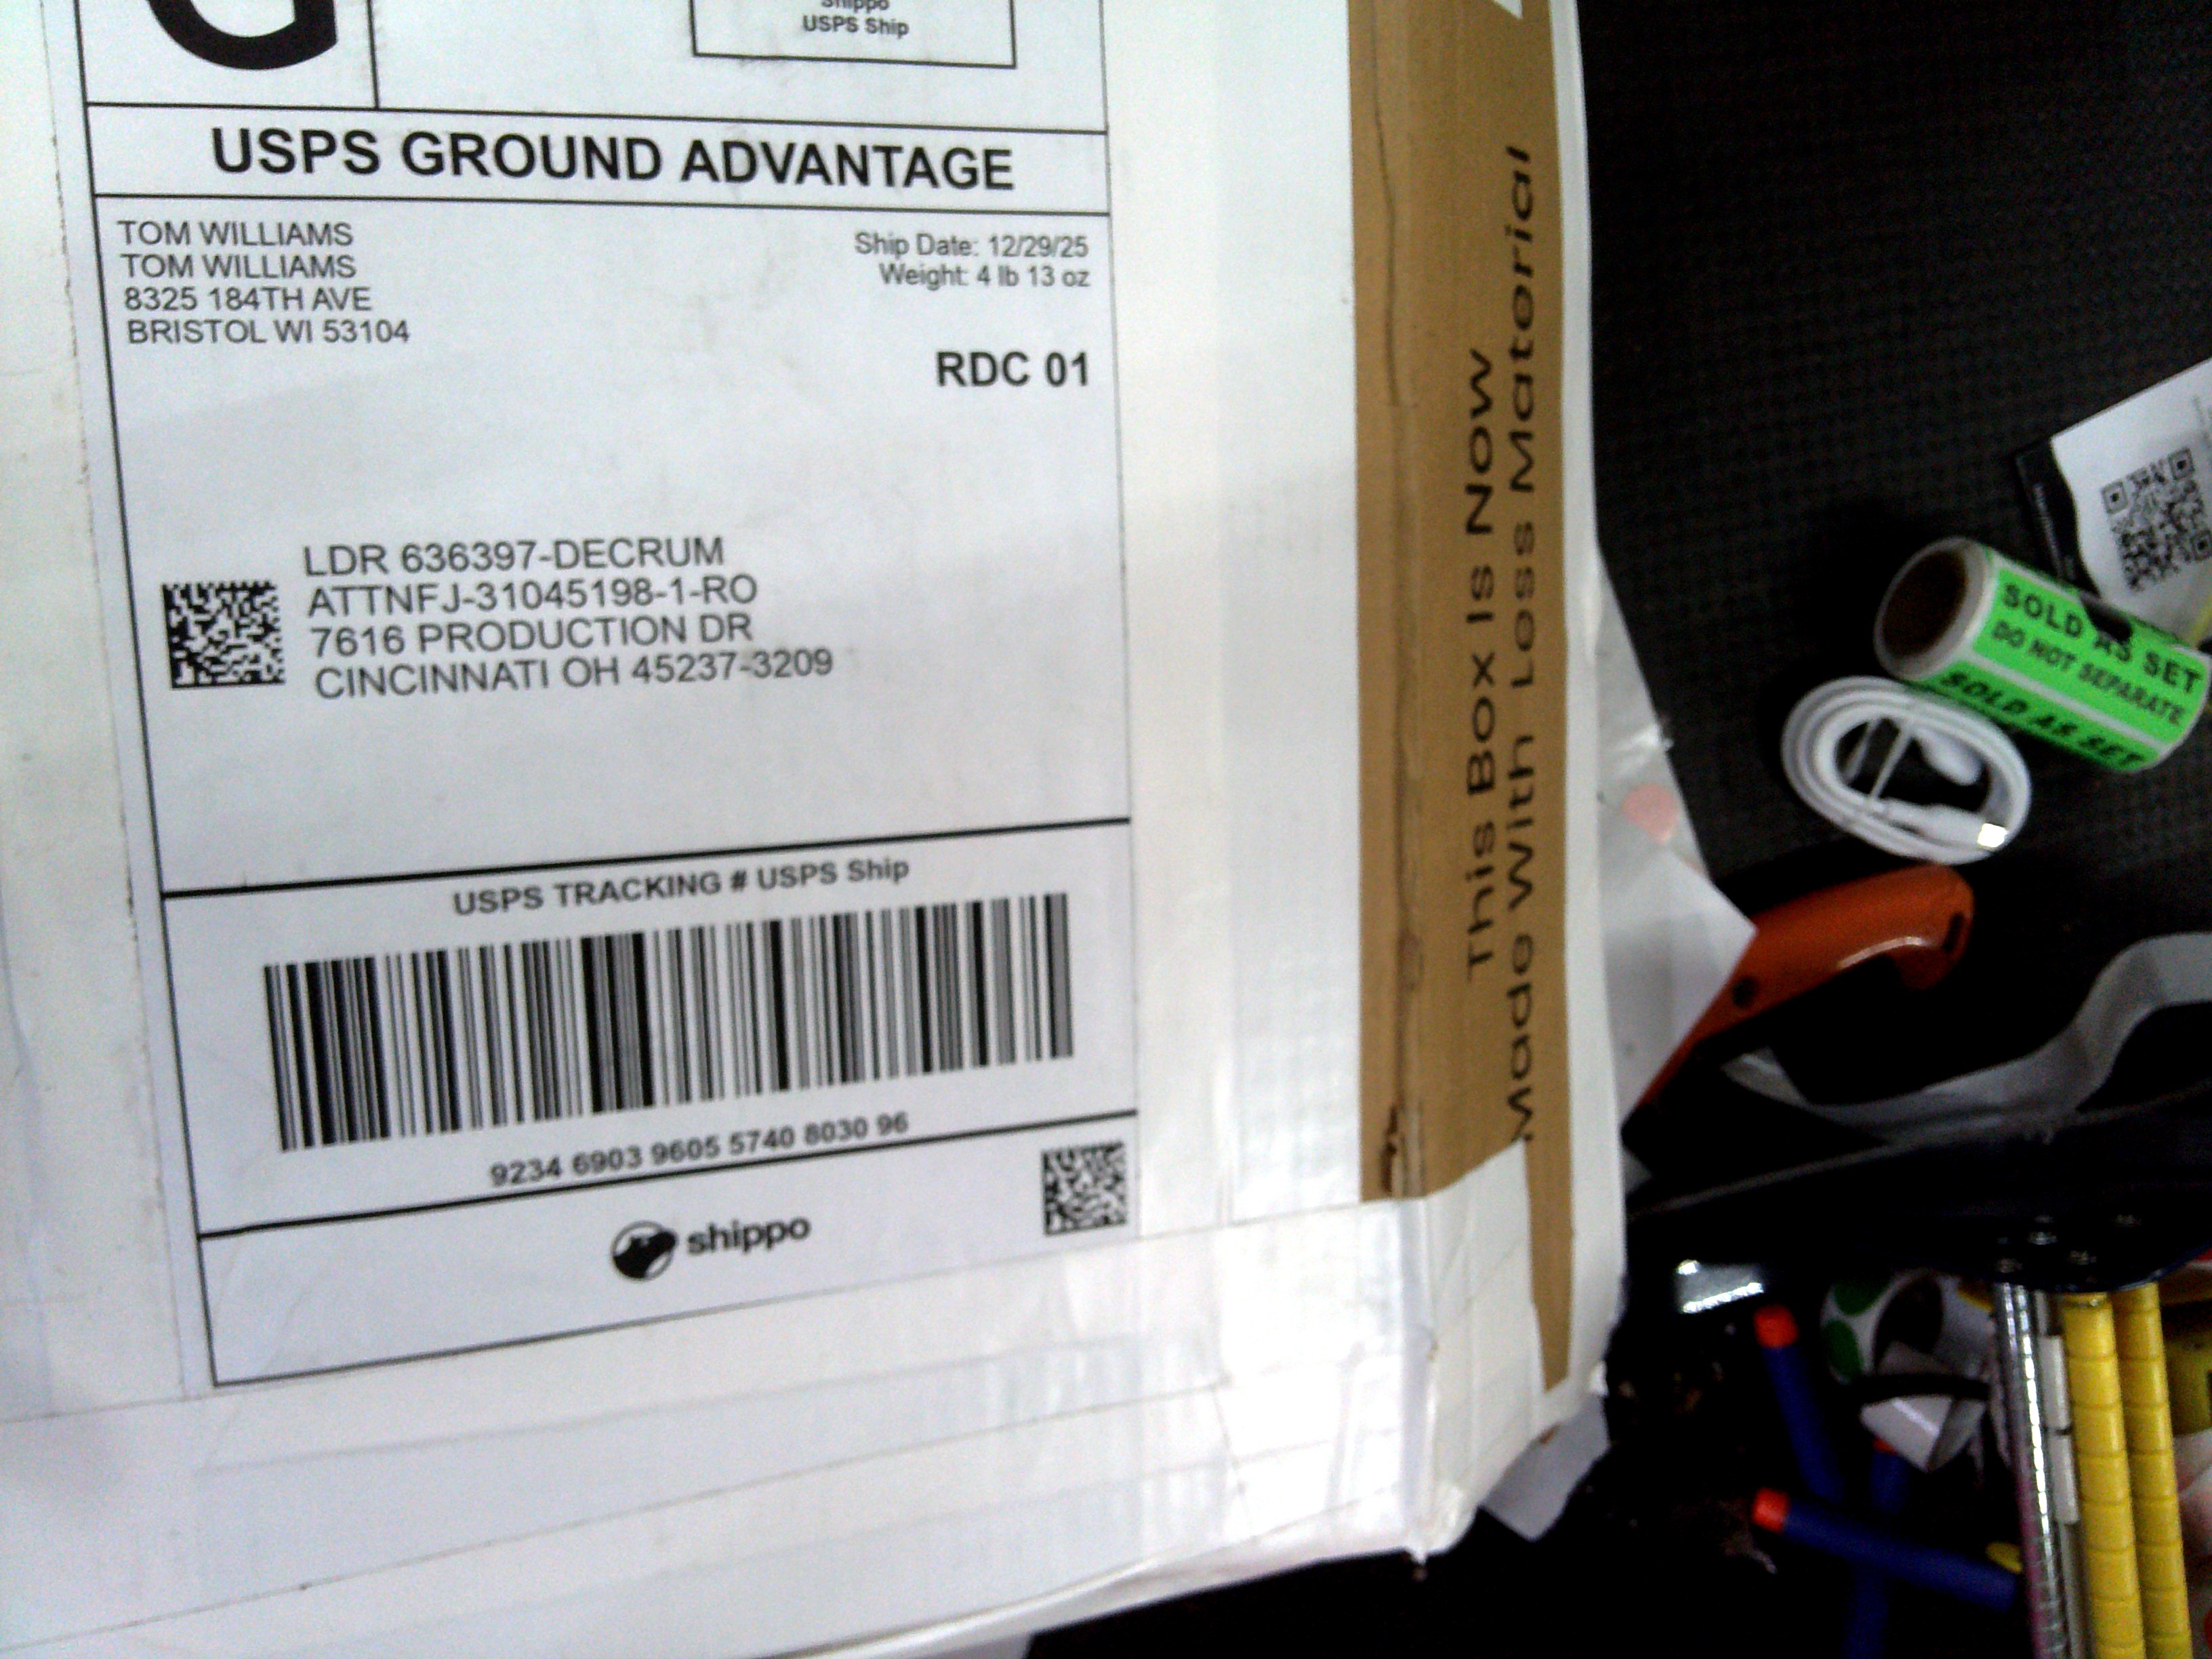 G
Shippo
USPS Ship
USPS GROUND ADVANTAGE
TOM WILLIAMS
TOM WILLIAMS
8325 184TH AVE
BRISTOL WI 53104
Ship Date: 12/29/25
Weight: 4 lb 13 oz
RDC 01
LDR 636397-DECRUM
ATTNFJ-31045198-1-RO
7616 PRODUCTION DR
CINCINNATI OH 45237-3209
USPS TRACKING # USPS Ship
9234 6903 9605 5740 8030 96
shippo
This Box Is Now
Made With Less Material
SOLD AS SET
DO NOT SEPARATE
SOLD AS SET